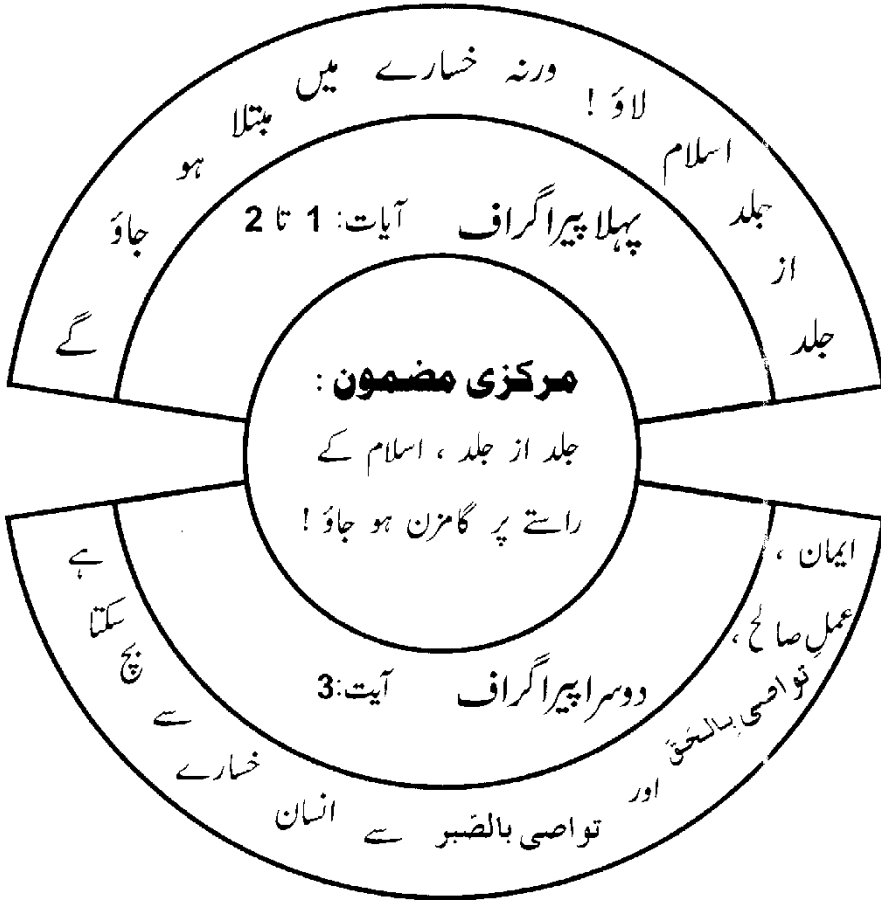 جلد از جلد اسلام لاؤ ! ورنہ خسارے میں مبتلا ہو جاؤ گے
پہلا پیراگراف آیات: 1 تا 2
مرکزی مضمون :
جلد از جلد ، اسلام کے
راستے پر گامزن ہو جاؤ !
دوسرا پیراگراف آیت:3
ایمان ، عملِ صالح ، تواصی بالحق اور تواصی بالصّبر سے انسان خسارے سے بچ سکتا ہے